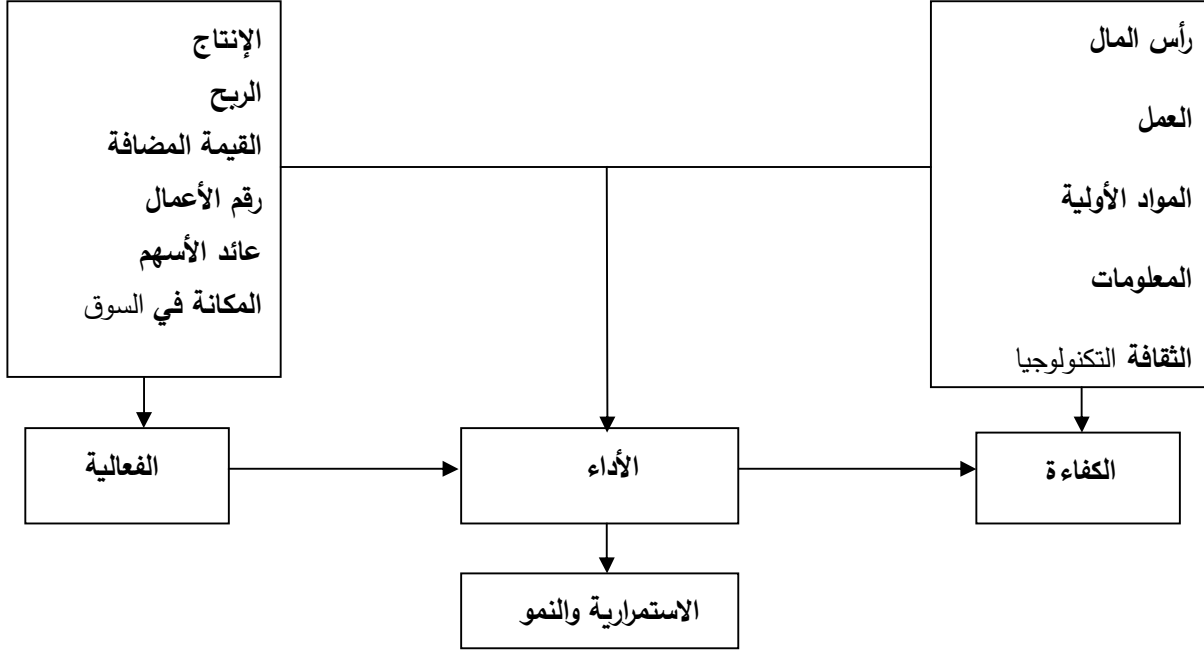 رأس المال
العمل
المواد الأولية
المعلومات
الثقافة التكنولوجيا
الإنتاج
الربح
القيمة المضافة
رقم الأعمال
عائد الأسهم
المكانة في السوق
الكفاءة
الأداء
الفعالية
الاستمرارية والنمو